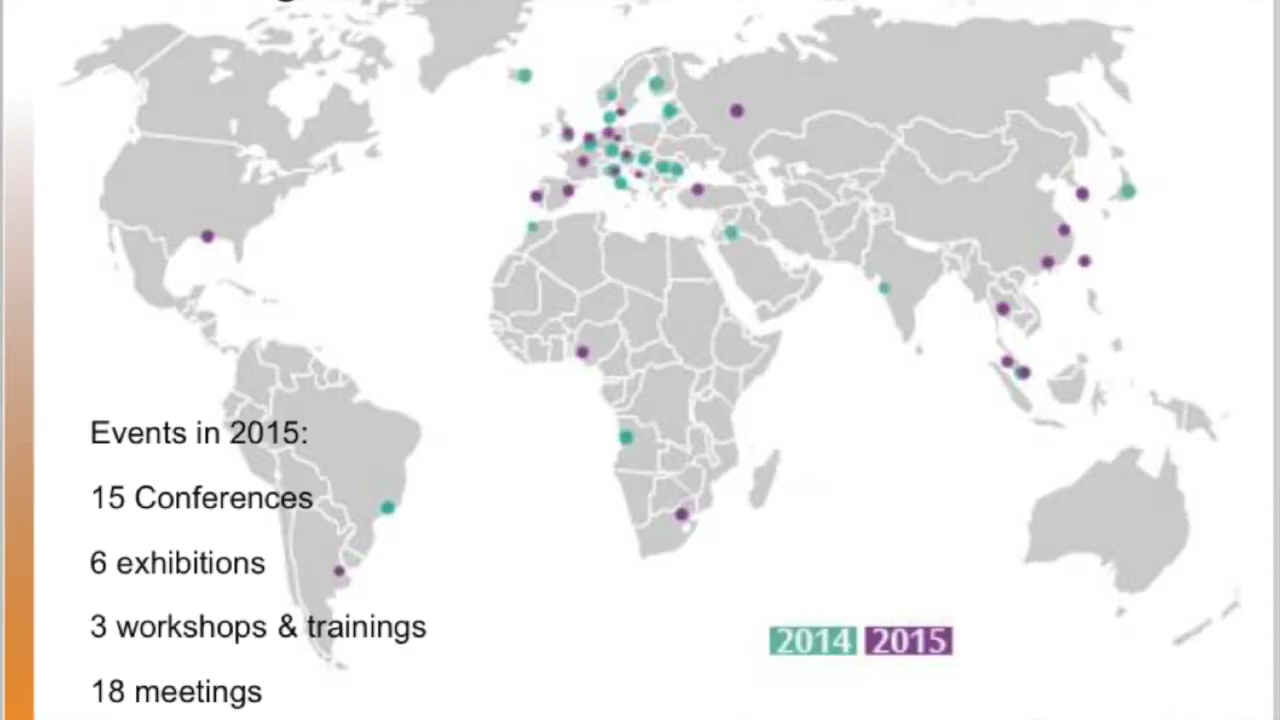 Events in 2015:
15 Conferences
6 exhibitions
3 workshops & trainings
18 meetings
2014 2015